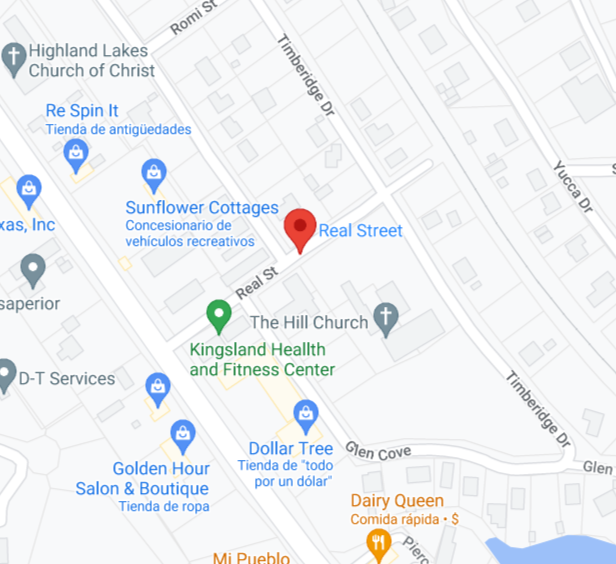 Romi St
Highland Lakes
Church of Christ
Timberidge Dr
Re Spin It
Tienda de antigüedades
Yucca Dr
S
xas, Inc
Sunflower Cottages
Concesionario de
vehículos recreativos
Real Street
Real St
saperior
The Hill Church
Kingsland Heallth
and Fitness Center
D-T Services
Timberidge Dr
Dollar Tree
Tienda de "todo
por un dólar"
Glen Cove
Glen
Golden Hour
Salon & Boutique
Tienda de ropa
Dairy Queen
Comida rápida • $
Pierc
Mi Pueblo